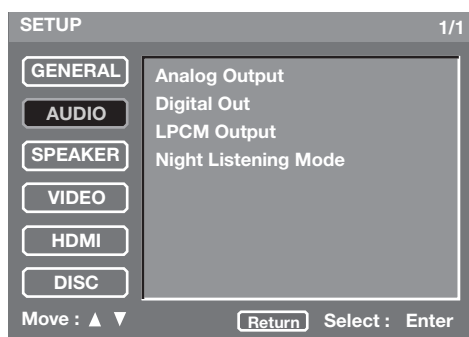 SETUP 1/1
GENERAL
AUDIO
SPEAKER
VIDEO
HDMI
DISC
Analog Output
Digital Out
LPCM Output
Night Listening Mode
Move : ▲ ▼ Return Select : Enter